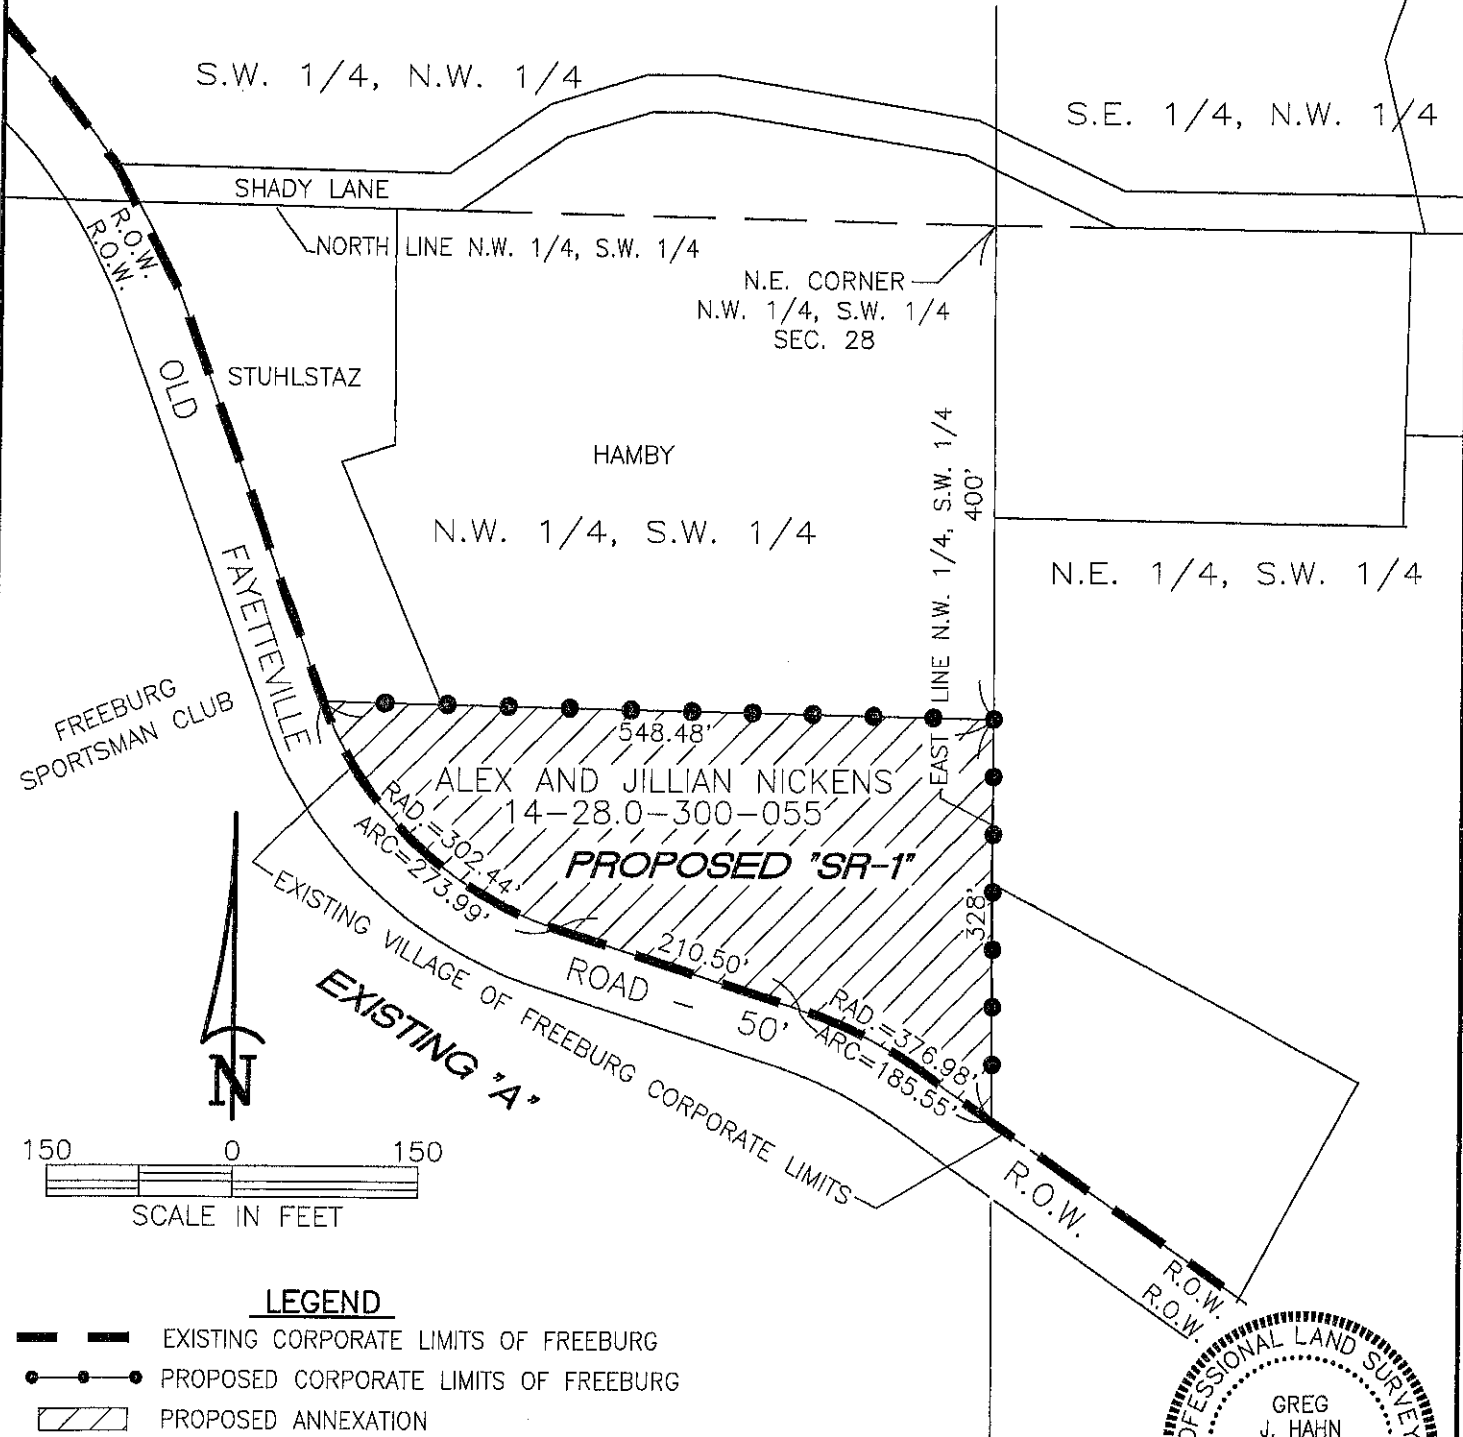 S.W. 1/4, N.W. 1/4
S.E. 1/4, N.W. 1/4
SHADY LANE
R.O.W.
R.O.W.
NORTH LINE N.W. 1/4, S.W. 1/4
N.E. CORNER
N.W. 1/4, S.W. 1/4
SEC. 28
STUHLSTAZ
HAMBY
N.W. 1/4, S.W. 1/4
EAST LINE N.W. 1/4, S.W. 1/4
400'
N.E. 1/4, S.W. 1/4
OLD FAYETTEVILLE ROAD - 50' R.O.W.
FREEBURG
SPORTSMAN CLUB
548.48'
ALEX AND JILLIAN NICKENS
14-28.0-300-055
PROPOSED "SR-1"
RAD.=302.44'
ARC=273.99'
328'
210.50'
RAD.=376.98'
ARC=185.55'
EXISTING VILLAGE OF FREEBURG CORPORATE LIMITS
EXISTING "A"
N
150 0 150
SCALE IN FEET
R.O.W.
R.O.W.
LEGEND
EXISTING CORPORATE LIMITS OF FREEBURG
PROPOSED CORPORATE LIMITS OF FREEBURG
PROPOSED ANNEXATION
OFESSIONAL LAND SURVEY
GREG
J. HAHN